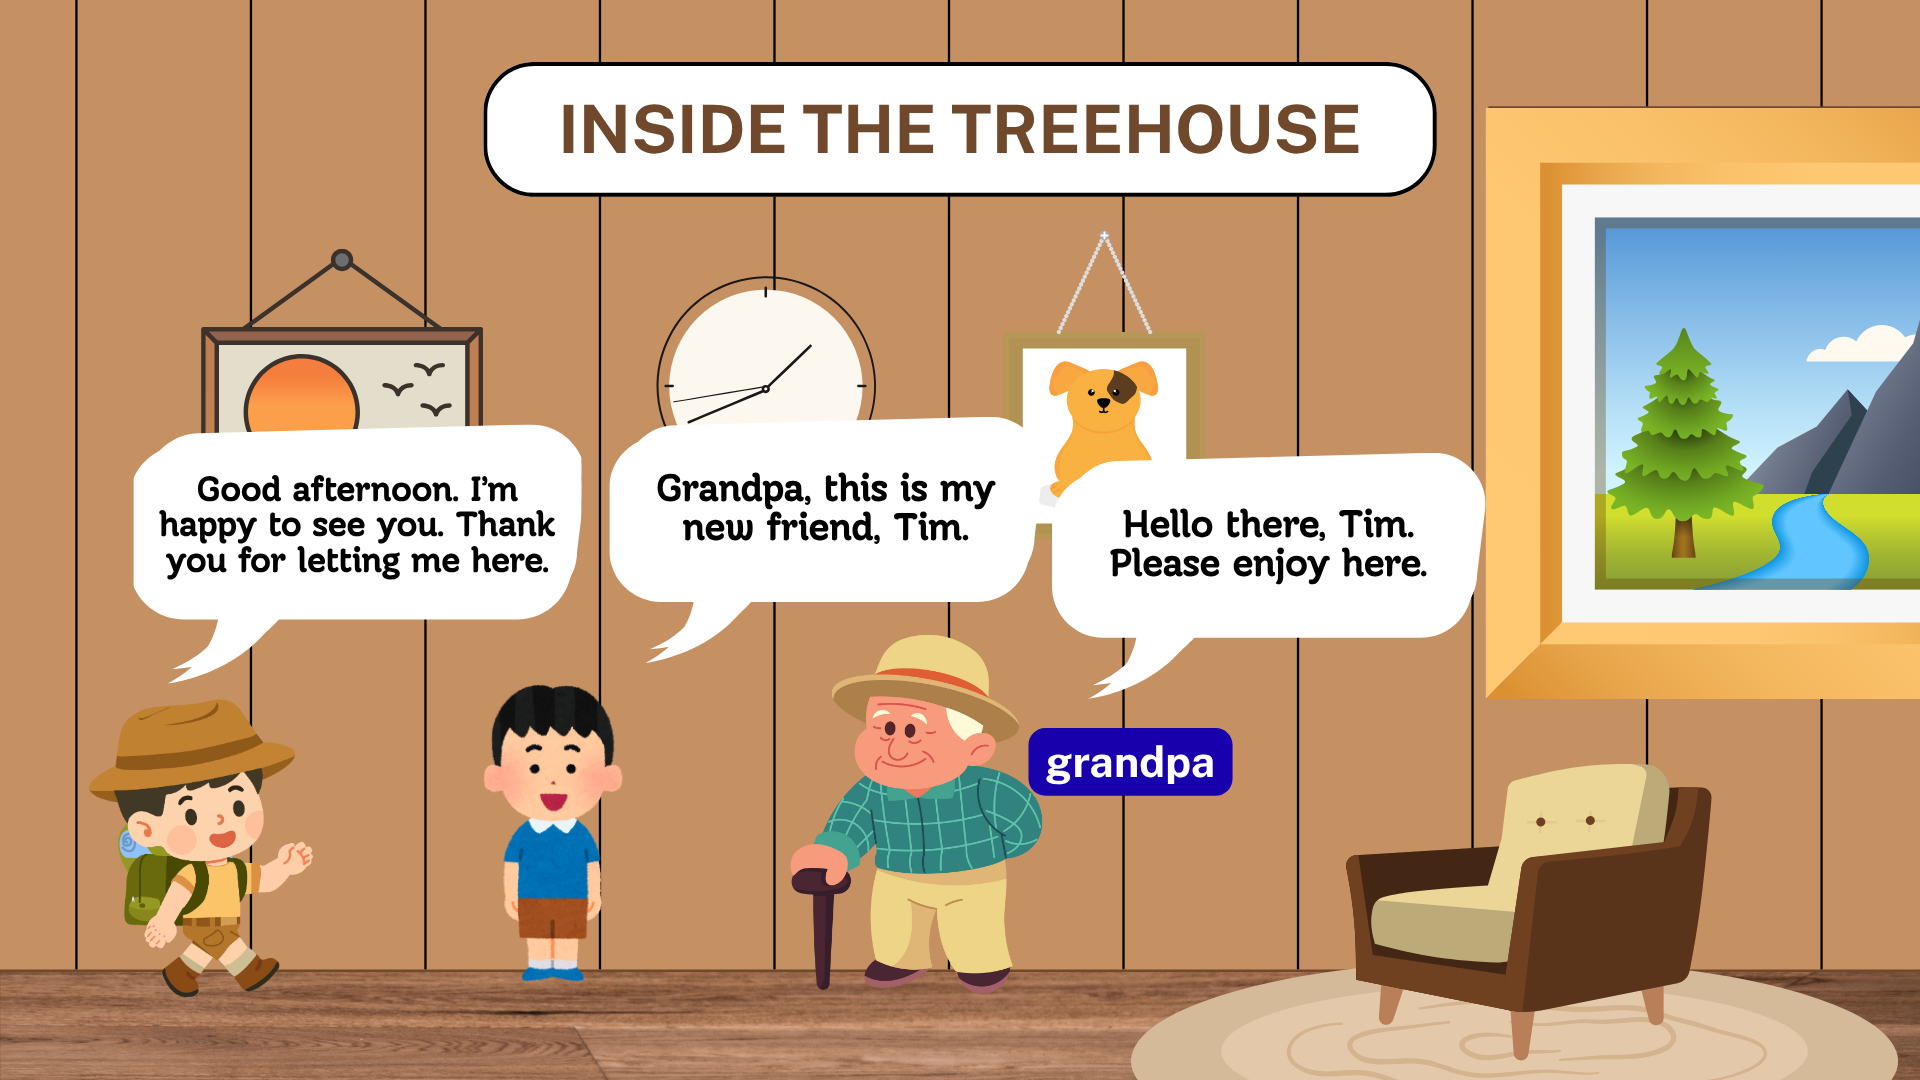 INSIDE THE TREEHOUSE
Good afternoon. I'm
happy to see you. Thank
you for letting me here.
Grandpa, this is my
new friend, Tim.
Hello there, Tim.
Please enjoy here.
grandpa